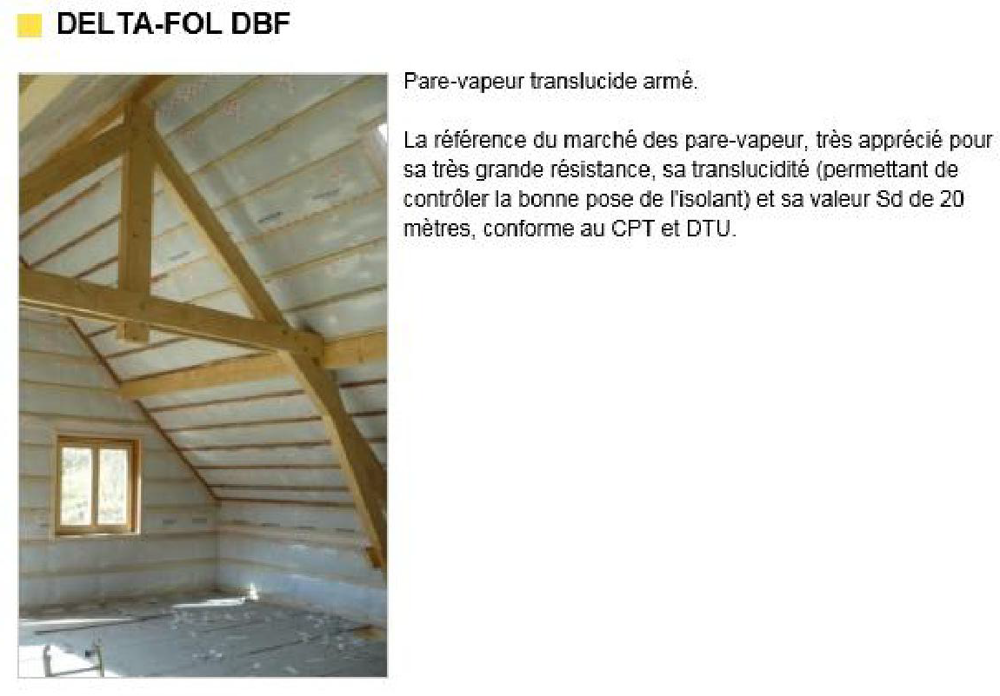 DELTA-FOL DBF
Pare-vapeur translucide armé.
La référence du marché des pare-vapeur, très apprécié pour
sa très grande résistance, sa translucidité (permettant de
contrôler la bonne pose de l'isolant) et sa valeur Sd de 20
mètres, conforme au CPT et DTU.